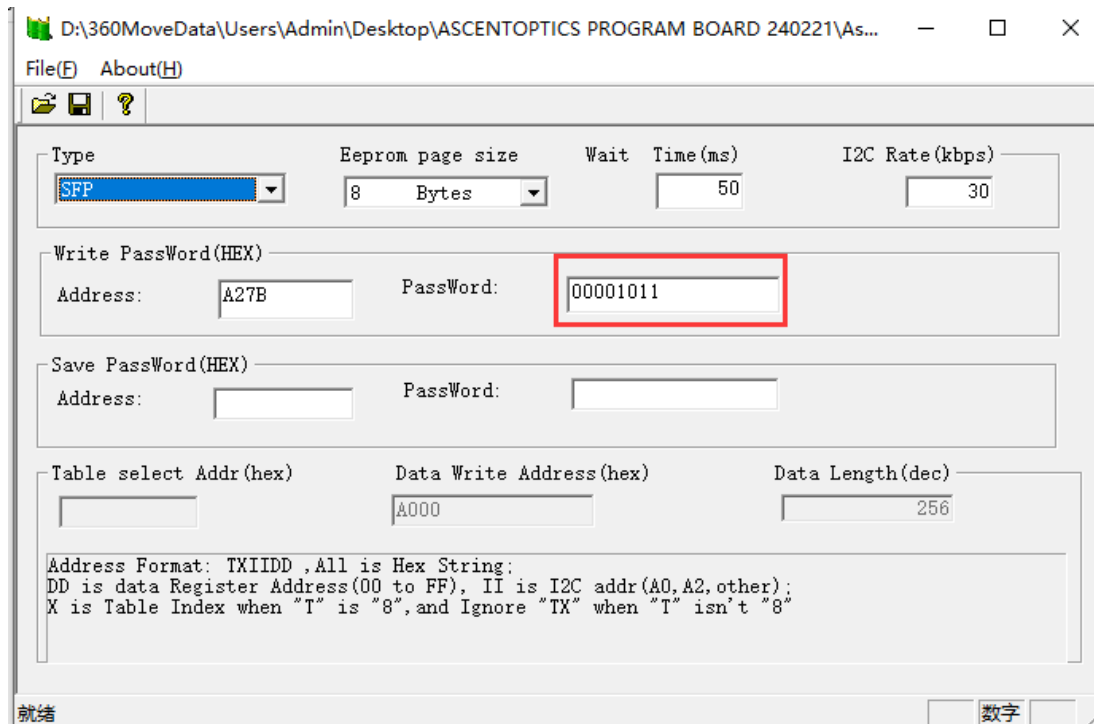 D:\360MoveData\Users\Admin\Desktop\ASCENTOPTICS PROGRAM BOARD 240221\As...
File(F) About(H)
Type Eeprom page size Wait Time(ms) I2C Rate(kbps)
SFP 8 Bytes 50 30
Write PassWord(HEX)
Address: A27B PassWord: 00001011
Save PassWord(HEX)
Address: PassWord:
Table select Addr(hex) Data Write Address(hex) Data Length(dec)
A000 256
Address Format: TXIIDD ,All is Hex String;
DD is data Register Address(00 to FF), II is I2C addr(A0,A2,other);
X is Table Index when "T" is "8",and Ignore "TX" when "T" isn't "8"
就绪 数字